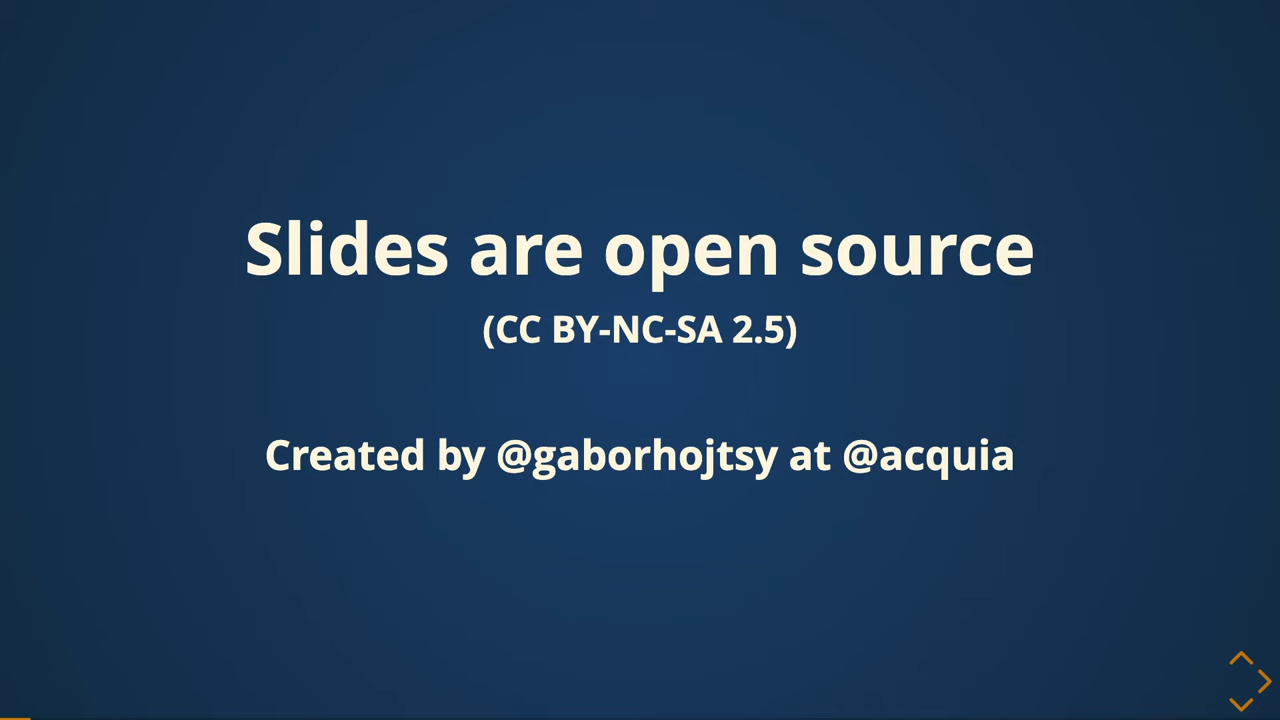 Slides are open source
(CC BY-NC-SA 2.5)
Created by @gaborhojtsy at @acquia